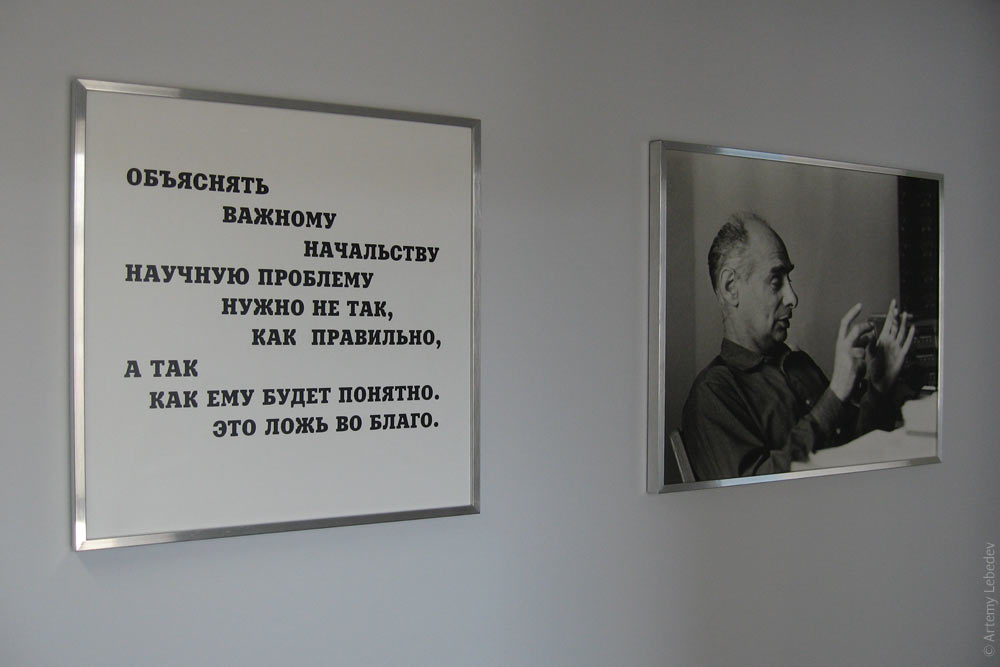 ОБЪЯСНЯТЬ
ВАЖНОМУ
НАЧАЛЬСТВУ
НАУЧНУЮ ПРОБЛЕМУ
НУЖНО НЕ ТАК,
КАК ПРАВИЛЬНО,
А ТАК
КАК ЕМУ БУДЕТ ПОНЯТНО.
ЭТО ЛОЖЬ ВО БЛАГО.
© Artemy Lebedev